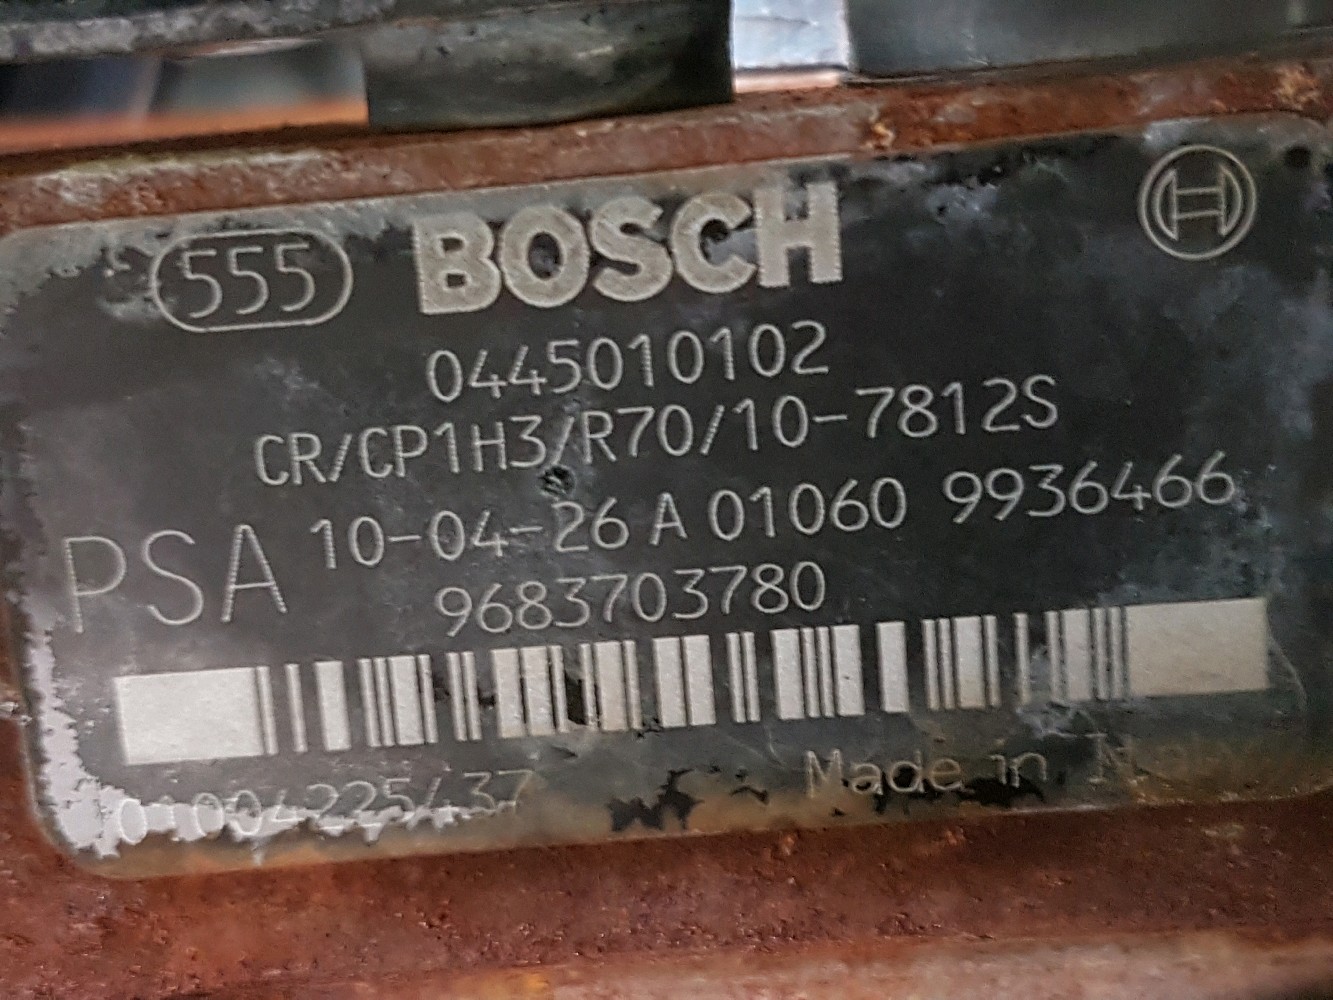 555 BOSCH
0445010102
CR/CP1H3/R70/10-7812S
PSA 10-04-26 A 01060 9936466
9683703780
Made in